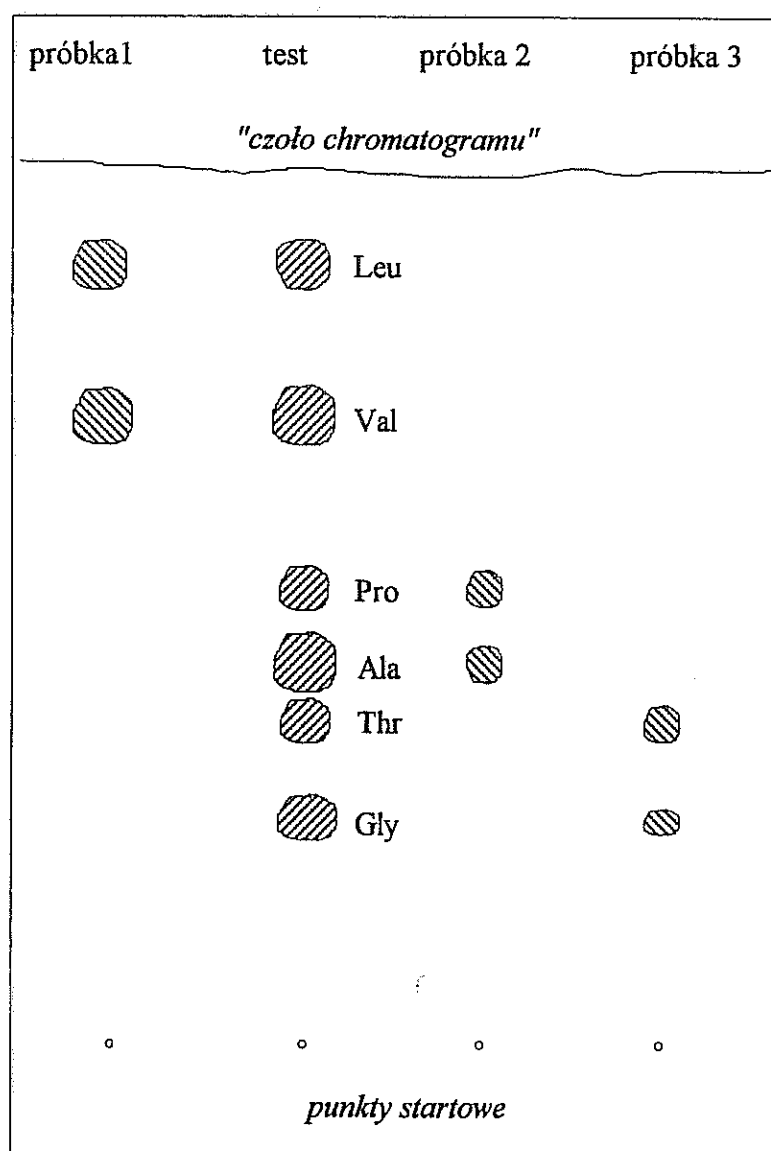 próbka1 test próbka 2 próbka 3
"czoło chromatogramu"
Leu
Val
Pro
Ala
Thr
Gly
punkty startowe